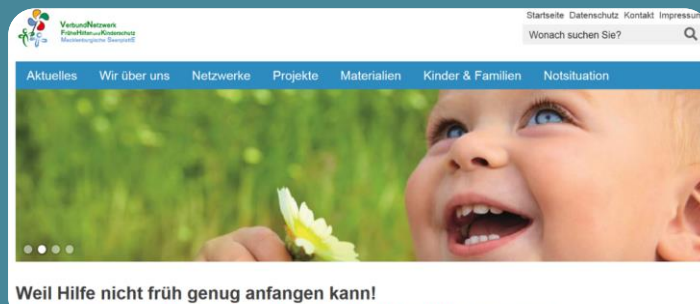 Startseite Datenschutz Kontakt Impressum
VerbundNetzwerk
FrüheHilfen und Kinderschutz
Mecklenburgische Seenplatte
Wonach suchen Sie?
Aktuelles Wir über uns Netzwerke Projekte Materialien Kinder & Familien Notsituation
Weil Hilfe nicht früh genug anfangen kann!